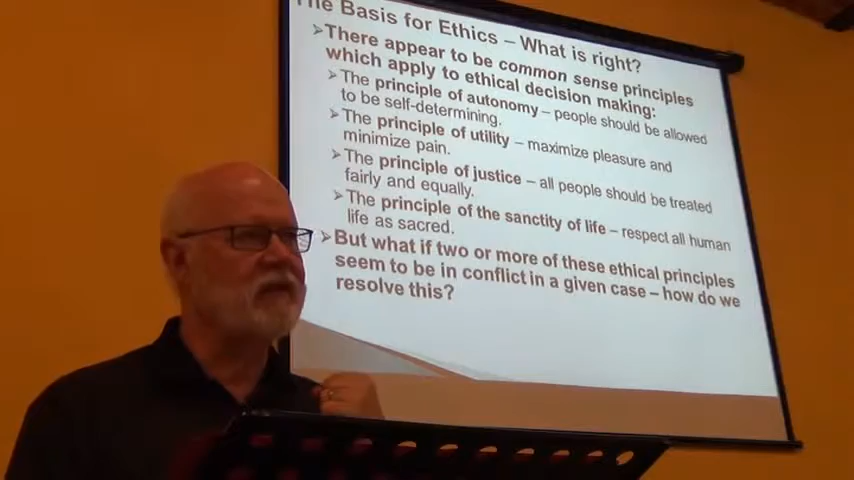 The Basis for Ethics – What is right?
➢There appear to be common sense principles
which apply to ethical decision making:
➢The principle of autonomy – people should be allowed
to be self-determining.
➢The principle of utility – maximize pleasure and
minimize pain.
➢The principle of justice – all people should be treated
fairly and equally.
➢The principle of the sanctity of life – respect all human
life as sacred.
➢But what if two or more of these ethical principles
seem to be in conflict in a given case – how do we
resolve this?